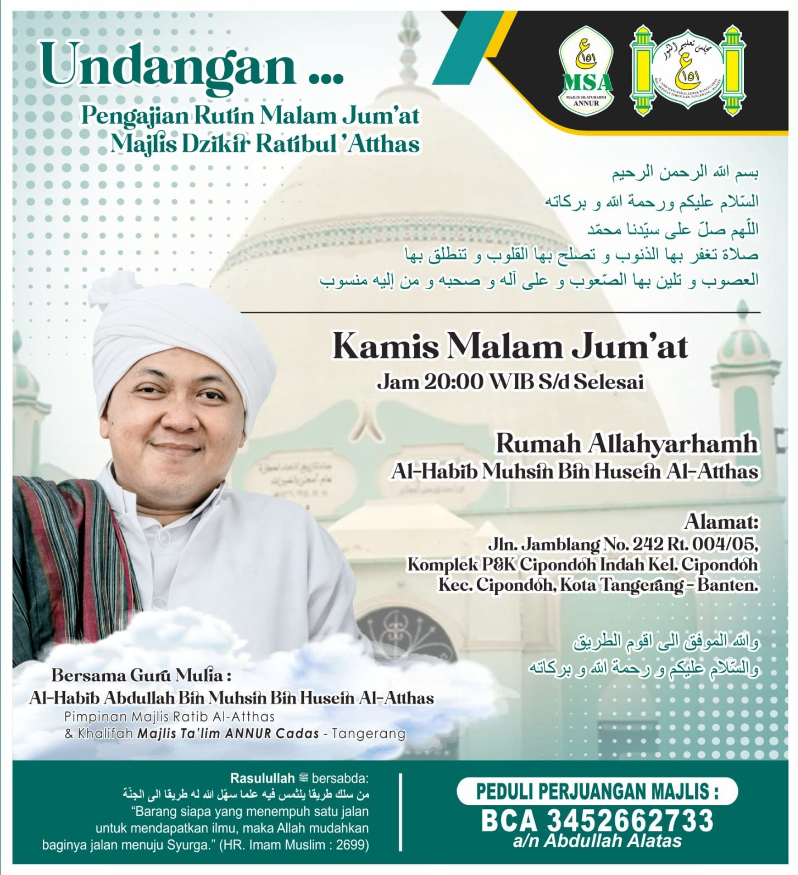 Undangan ...
Pengajian Rutin Malam Jum'at
Majlis Dzikir Ratibul 'Atthas
MSA
MAJLIS SILATURAHMI
ANNUR
مجلس تعليم النور
بسم الله الرحمن الرحيم
السّلام عليكم ورحمة الله و بركاته
اللّهم صلّ على سيّدنا محمّد
صلاة تغفر بها الذنوب و تصلح بها القلوب و تنطلق بها
العصوب و تلين بها الصّعوب و على آله و صحبه و من إليه منسوب
Kamis Malam Jum'at
Jam 20:00 WIB S/d Selesai
Rumah Allahyarhamh
Al-Habib Muhsin Bin Husein Al-Atthas
Alamat:
Jln. Jamblang No. 242 Rt. 004/05,
Komplek P&K Cipondoh Indah Kel. Cipondoh
Kec. Cipondoh, Kota Tangerang - Banten.
والله الموفق الى اقوم الطريق
والسّلام عليكم و رحمة الله و بركاته
Bersama Guru Mulia :
Al-Habib Abdullah Bin Muhsin Bin Husein Al-Atthas
Pimpinan Majlis Ratib Al-Atthas
& Khalifah Majlis Ta'lim ANNUR Cadas - Tangerang
Rasulullah ﷺ bersabda:
من سلك طريقا يلتمس فيه علما سهّل الله له طريقا الى الجنّة
“Barang siapa yang menempuh satu jalan
untuk mendapatkan ilmu, maka Allah mudahkan
baginya jalan menuju Syurga.” (HR. Imam Muslim : 2699)
PEDULI PERJUANGAN MAJLIS :
BCA 3452662733
a/n Abdullah Alatas